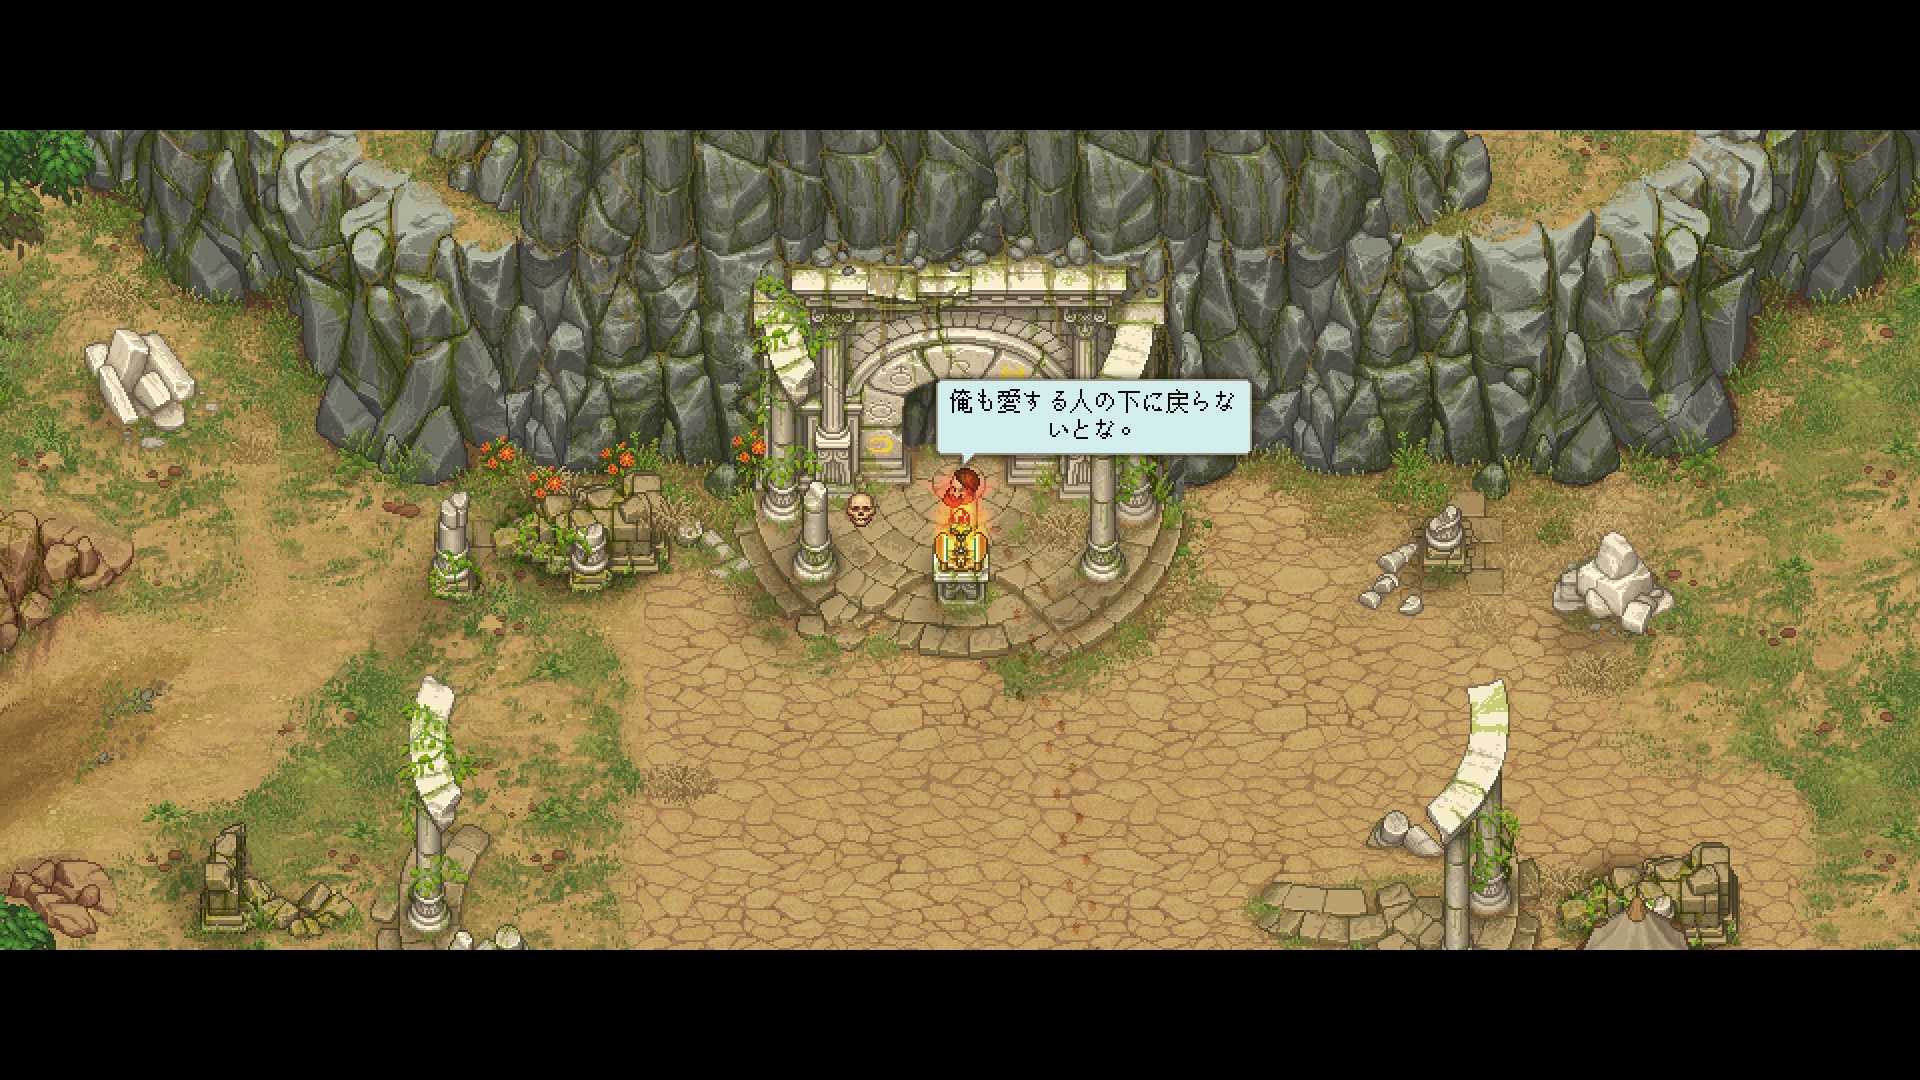 俺も愛する人の下に戻らな
いとな。